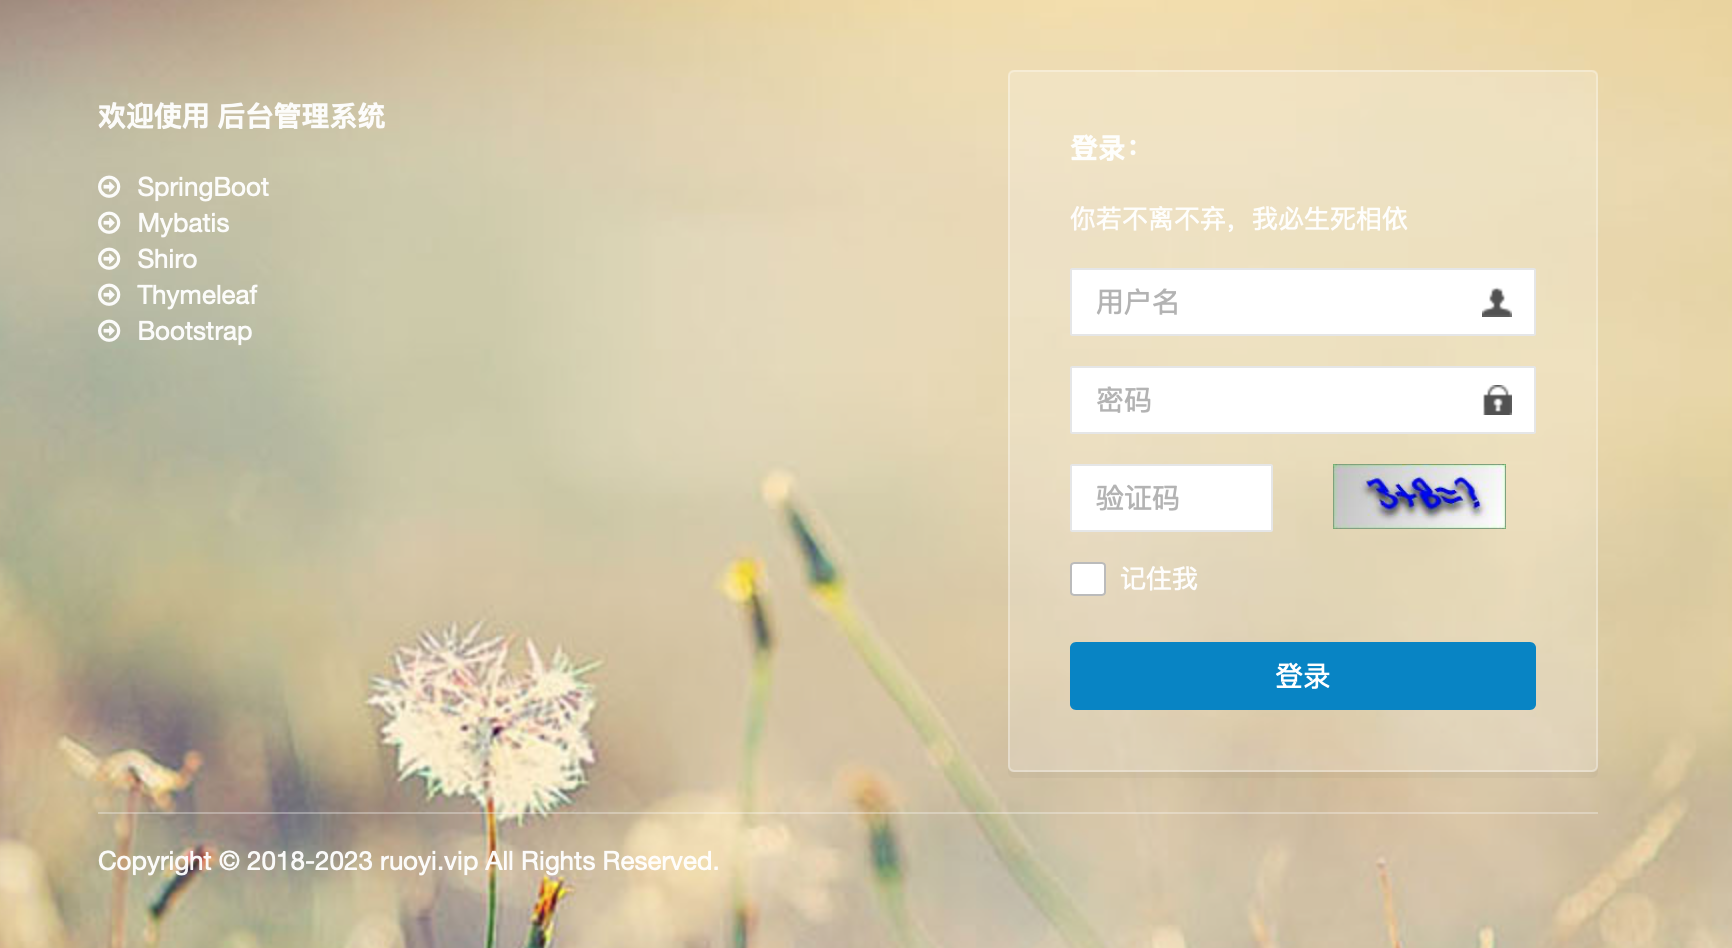 欢迎使用 后台管理系统
SpringBoot
Mybatis
Shiro
Thymeleaf
Bootstrap
登录：
你若不离不弃，我必生死相依
用户名
密码
验证码
3+8=?
记住我
登录
Copyright © 2018-2023 ruoyi.vip All Rights Reserved.